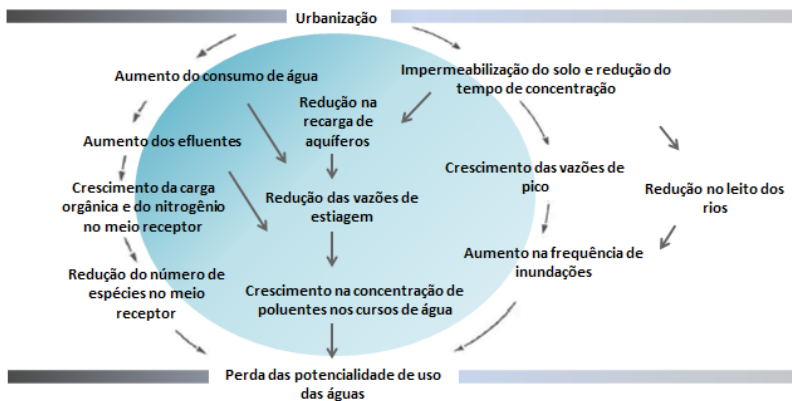 Urbanização
Aumento do consumo de água
Impermeabilização do solo e redução do
tempo de concentração
Redução na
recarga de
aquíferos
Aumento dos efluentes
Crescimento das vazões de
pico
Crescimento da carga
orgânica e do nitrogênio
no meio receptor
Redução das vazões de
estiagem
Redução no leito dos
rios
Aumento na frequência de
inundações
Redução do número de
espécies no meio
receptor
Crescimento na concentração de
poluentes nos cursos de água
Perda das potencialidade de uso
das águas